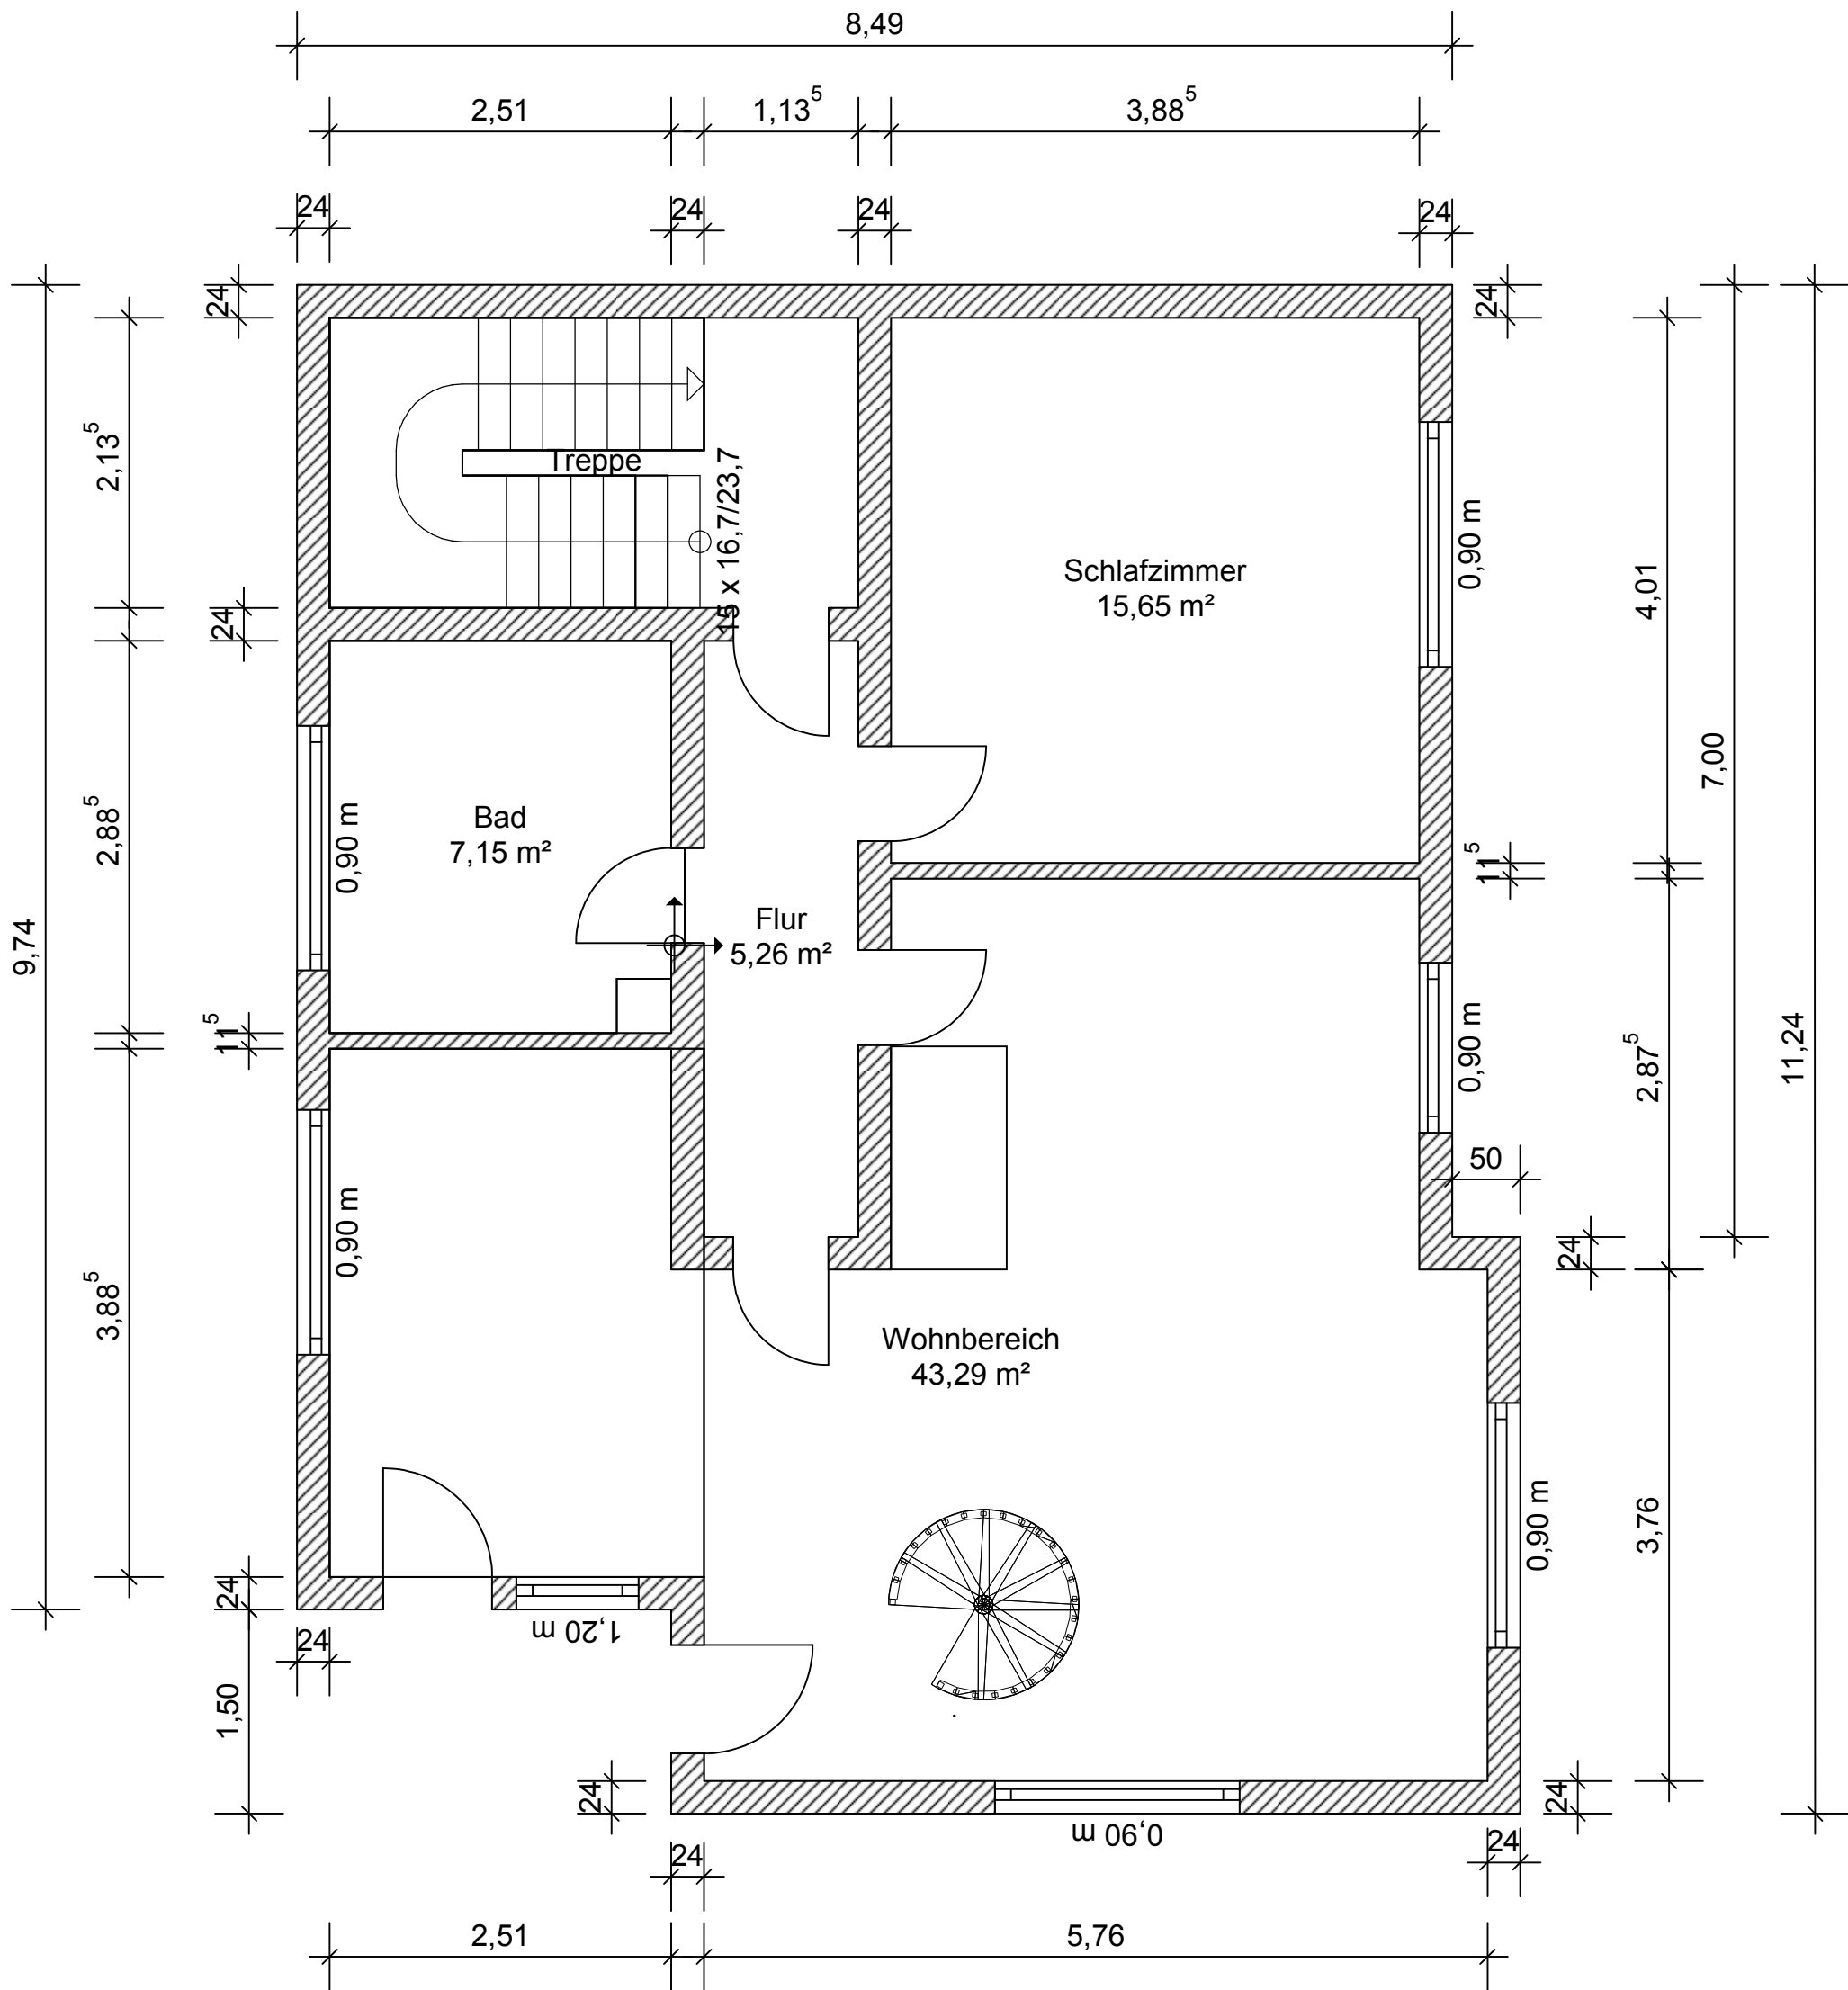 8,49
2,51
1,13⁵
3,88⁵
24
24
24
24
24
24
2,13⁵
Treppe
15 x 16,7/23,7
Schlafzimmer
15,65 m²
0,90 m
4,01
24
7,00
Bad
7,15 m²
0,90 m
2,88⁵
11⁵
Flur
5,26 m²
9,74
11⁵
0,90 m
2,87⁵
11,24
50
0,90 m
24
3,88⁵
Wohnbereich
43,29 m²
0,90 m
3,76
24
1,20 m
24
1,50
24
24
0,90 m
24
24
2,51
5,76